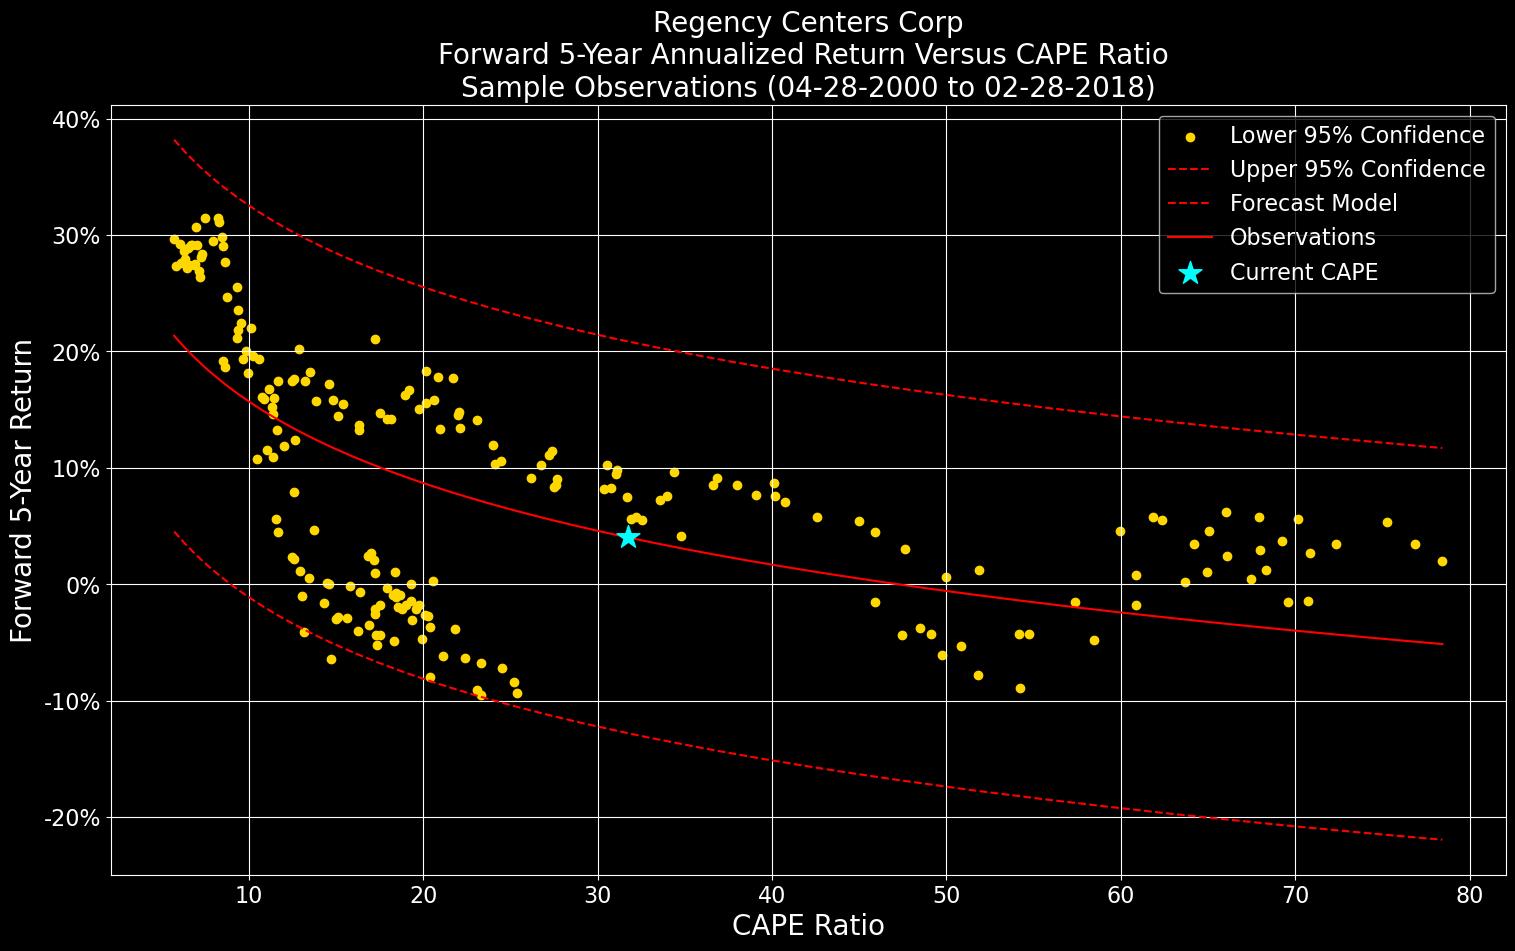 Regency Centers Corp
Forward 5-Year Annualized Return Versus CAPE Ratio
Sample Observations (04-28-2000 to 02-28-2018)
40%
30%
20%
10%
0%
-10%
-20%
Forward 5-Year Return
Lower 95% Confidence
Upper 95% Confidence
Forecast Model
Observations
Current CAPE
10
20
30
40
50
60
70
80
CAPE Ratio